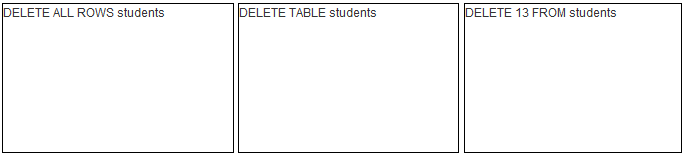 DELETE ALL ROWS students
DELETE TABLE students
DELETE 13 FROM students